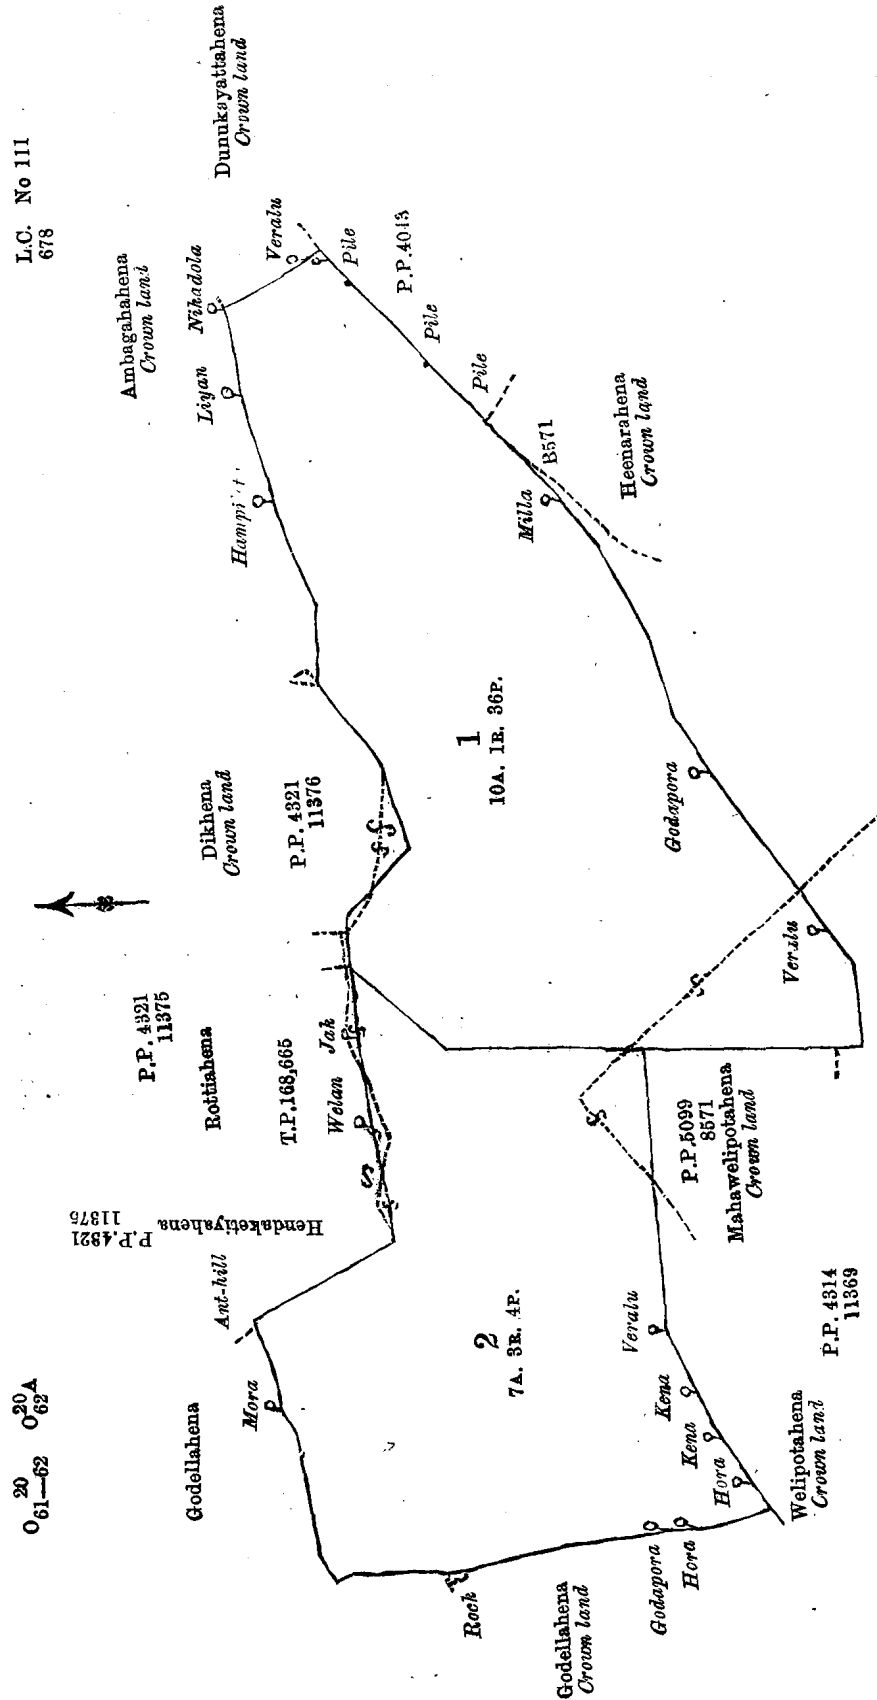 L.C. No 111
678
O 20 61—62 O 20 62 A
P.P. 4321
11375
Rottiahena
T.P. 168,665
Dikhena
Crown land
P.P. 4321
11376
Ambagahahena
Crown land
Dunukeyattahena
Crown land
Godellahena
Mora
Ant-hill
P.P. 4321
11375
Hendaketiyahena
Welan
Jak
Liyan
Nikadola
Veralu
Pile
P.P. 4043
Pile
Pile
B571
Milla
Heenarahena
Crown land
1
10A. 1R. 36P.
Godapora
Veralu
2
7A. 3R. 4P.
Rock
Godellahena
Crown land
Godapora
Hora
Hora
Kena
Kena
Veralu
Welipotahena
Crown land
P.P. 4314
11369
P.P. 5099
8571
Mahawelipotahena
Crown land